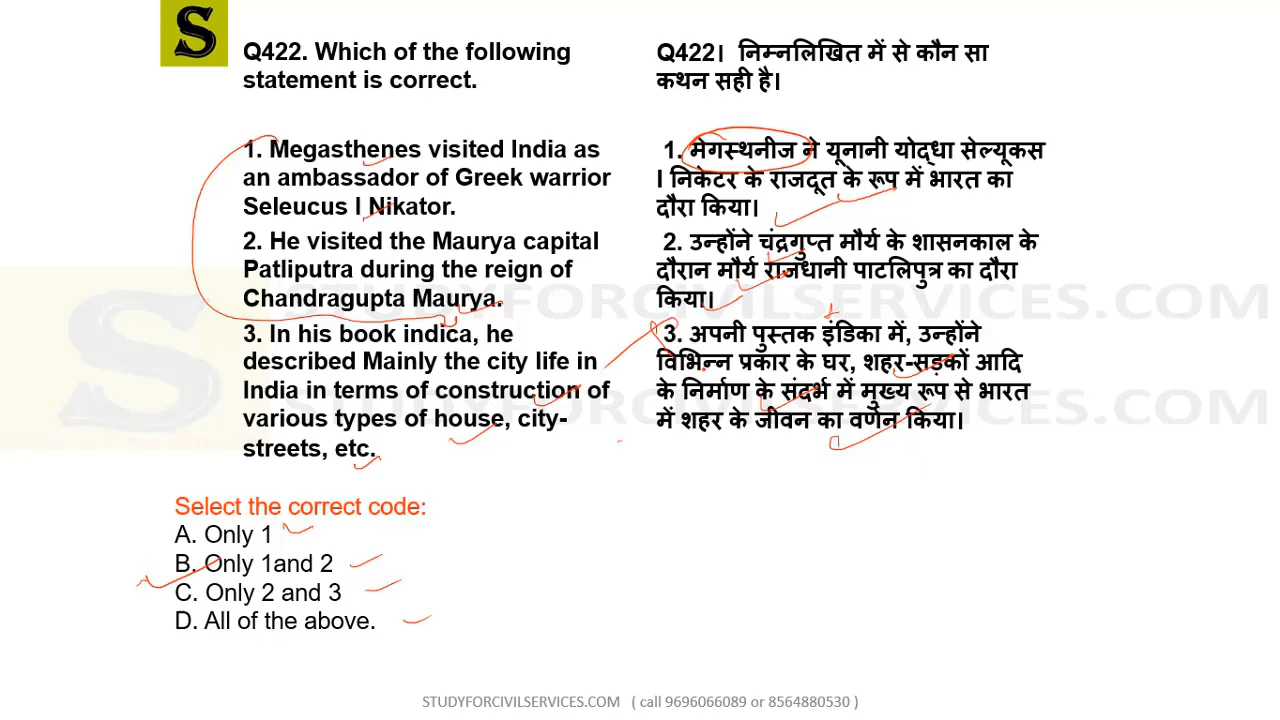 S
Q422. Which of the following
statement is correct.
1. Megasthenes visited India as
an ambassador of Greek warrior
Seleucus I Nikator.
2. He visited the Maurya capital
Patliputra during the reign of
Chandragupta Maurya.
3. In his book indica, he
described Mainly the city life in
India in terms of construction of
various types of house, city-
streets, etc.
Select the correct code:
A. Only 1
B. Only 1and 2
C. Only 2 and 3
D. All of the above.
Q422। निम्नलिखित में से कौन सा
कथन सही है।
1. मेगस्थनीज ने यूनानी योद्धा सेल्यूकस
I निकेटर के राजदूत के रूप में भारत का
दौरा किया।
2. उन्होंने चंद्रगुप्त मौर्य के शासनकाल के
दौरान मौर्य राजधानी पाटलिपुत्र का दौरा
किया।
3. अपनी पुस्तक इंडिका में, उन्होंने
विभिन्न प्रकार के घर, शहर-सड़कों आदि
के निर्माण के संदर्भ में मुख्य रूप से भारत
में शहर के जीवन का वर्णन किया।
STUDYFORCIVILSERVICES.COM
STUDYFORCIVILSERVICES.COM
STUDYFORCIVILSERVICES.COM ( call 9696066089 or 8564880530 )